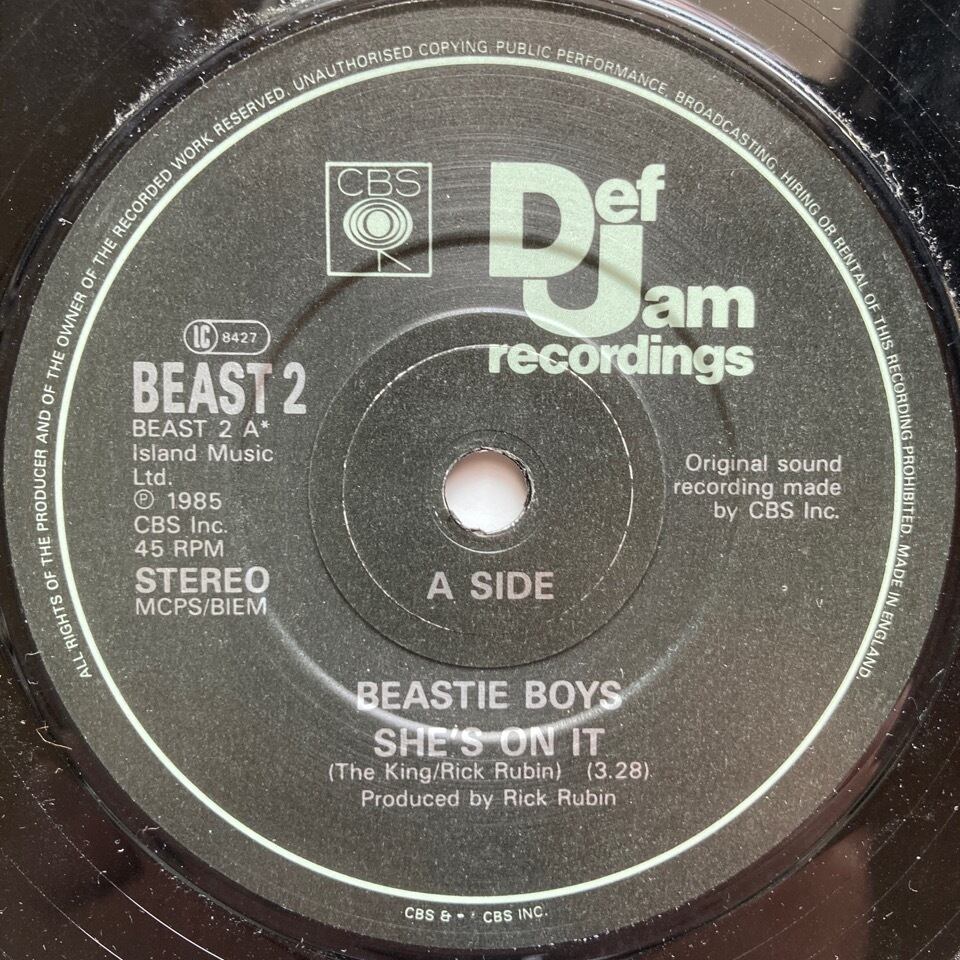 ALL RIGHTS OF THE PRODUCER AND OF THE OWNER OF THE RECORDED WORK RESERVED. UNAUTHORISED COPYING, PUBLIC PERFORMANCE, BROADCASTING, HIRING OR RENTAL OF THIS RECORDING PROHIBITED. MADE IN ENGLAND.
CBS
Def
Jam
recordings
LC 8427
BEAST 2
BEAST 2 A*
Island Music
Ltd.
℗ 1985
CBS Inc.
45 RPM
STEREO
MCPS/BIEM
Original sound
recording made
by CBS Inc.
A SIDE
BEASTIE BOYS
SHE'S ON IT
(The King/Rick Rubin) (3.28)
Produced by Rick Rubin
CBS & CBS INC.